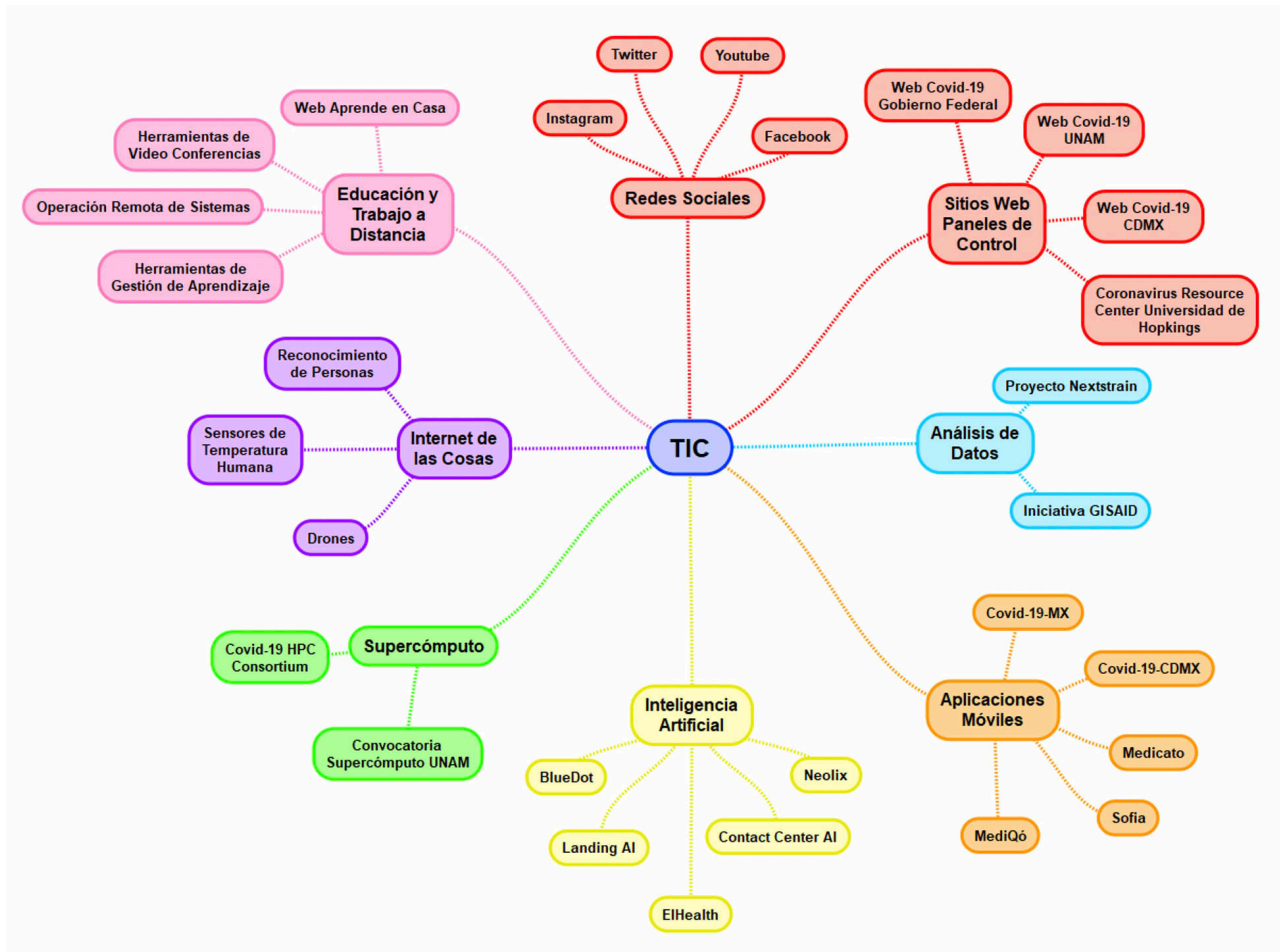 Twitter
Youtube
Instagram
Facebook
Redes Sociales
Web Covid-19
Gobierno Federal
Web Covid-19
UNAM
Web Covid-19
CDMX
Coronavirus Resource
Center Universidad de
Hopkings
Sitios Web
Paneles de
Control
Web Aprende en Casa
Herramientas de
Video Conferencias
Operación Remota de Sistemas
Herramientas de
Gestión de Aprendizaje
Educación y
Trabajo a
Distancia
Reconocimiento
de Personas
Sensores de
Temperatura
Humana
Drones
Internet de
las Cosas
TIC
Proyecto Nextstrain
Análisis de
Datos
Iniciativa GISAID
Supercómputo
Covid-19 HPC
Consortium
Convocatoria
Supercómputo UNAM
Inteligencia
Artificial
BlueDot
Neolix
Landing AI
Contact Center AI
EIHealth
Covid-19-MX
Covid-19-CDMX
Aplicaciones
Móviles
Medicato
Sofia
MediQó